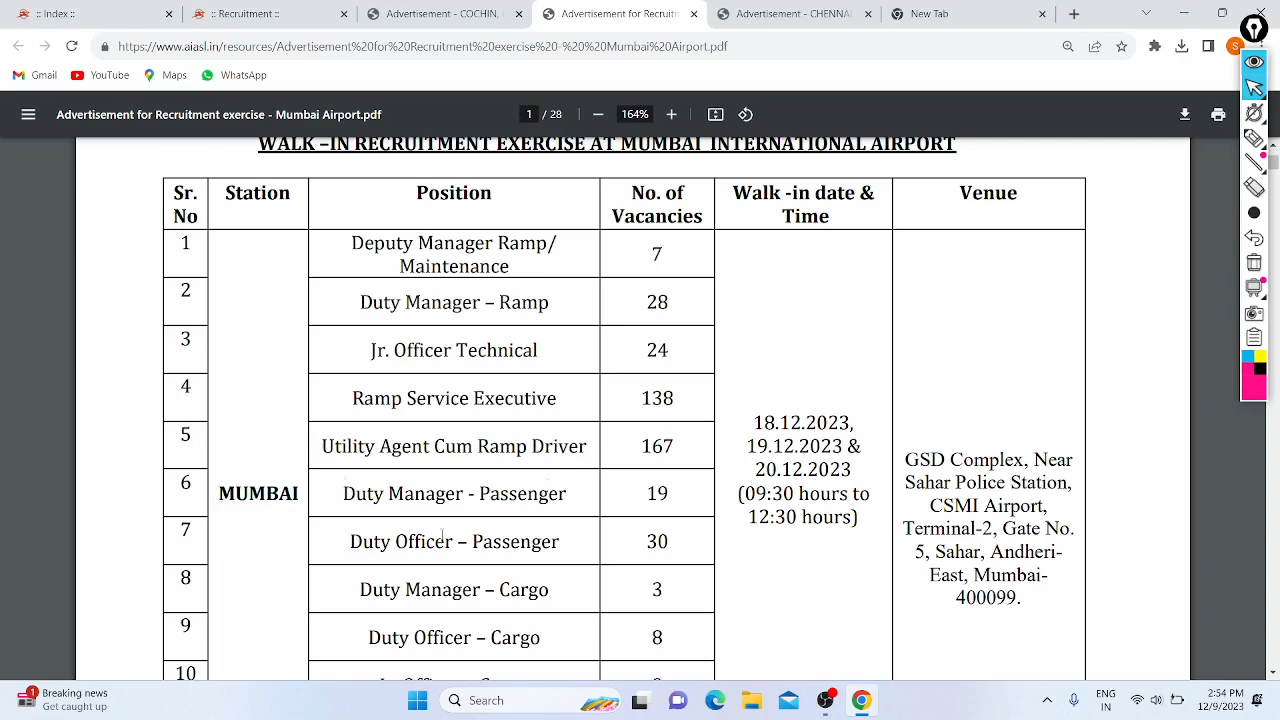 :: Recruitment ::
:: Recruitment ::
Advertisement - COCHIN,
Advertisement for Recruitm
Advertisement - CHENNAI
New Tab
https://www.aiasl.in/resources/Advertisement%20for%20Recruitment%20exercise%20-%20Mumbai%20Airport.pdf
S
Gmail
YouTube
Maps
WhatsApp
Advertisement for Recruitment exercise - Mumbai Airport.pdf
1 / 28
164%
WALK –IN RECRUITMENT EXERCISE AT MUMBAI INTERNATIONAL AIRPORT
Sr. No
Station
Position
No. of Vacancies
Walk -in date & Time
Venue
1
Deputy Manager Ramp/ Maintenance
7
2
Duty Manager – Ramp
28
3
Jr. Officer Technical
24
4
Ramp Service Executive
138
5
Utility Agent Cum Ramp Driver
167
6
Duty Manager - Passenger
19
7
Duty Officer – Passenger
30
8
Duty Manager – Cargo
3
9
Duty Officer – Cargo
8
10
MUMBAI
18.12.2023,
19.12.2023 &
20.12.2023
(09:30 hours to
12:30 hours)
GSD Complex, Near
Sahar Police Station,
CSMI Airport,
Terminal-2, Gate No.
5, Sahar, Andheri-
East, Mumbai-
400099.
1
Breaking news
Get caught up
Search
ENG
IN
2:54 PM
12/9/2023